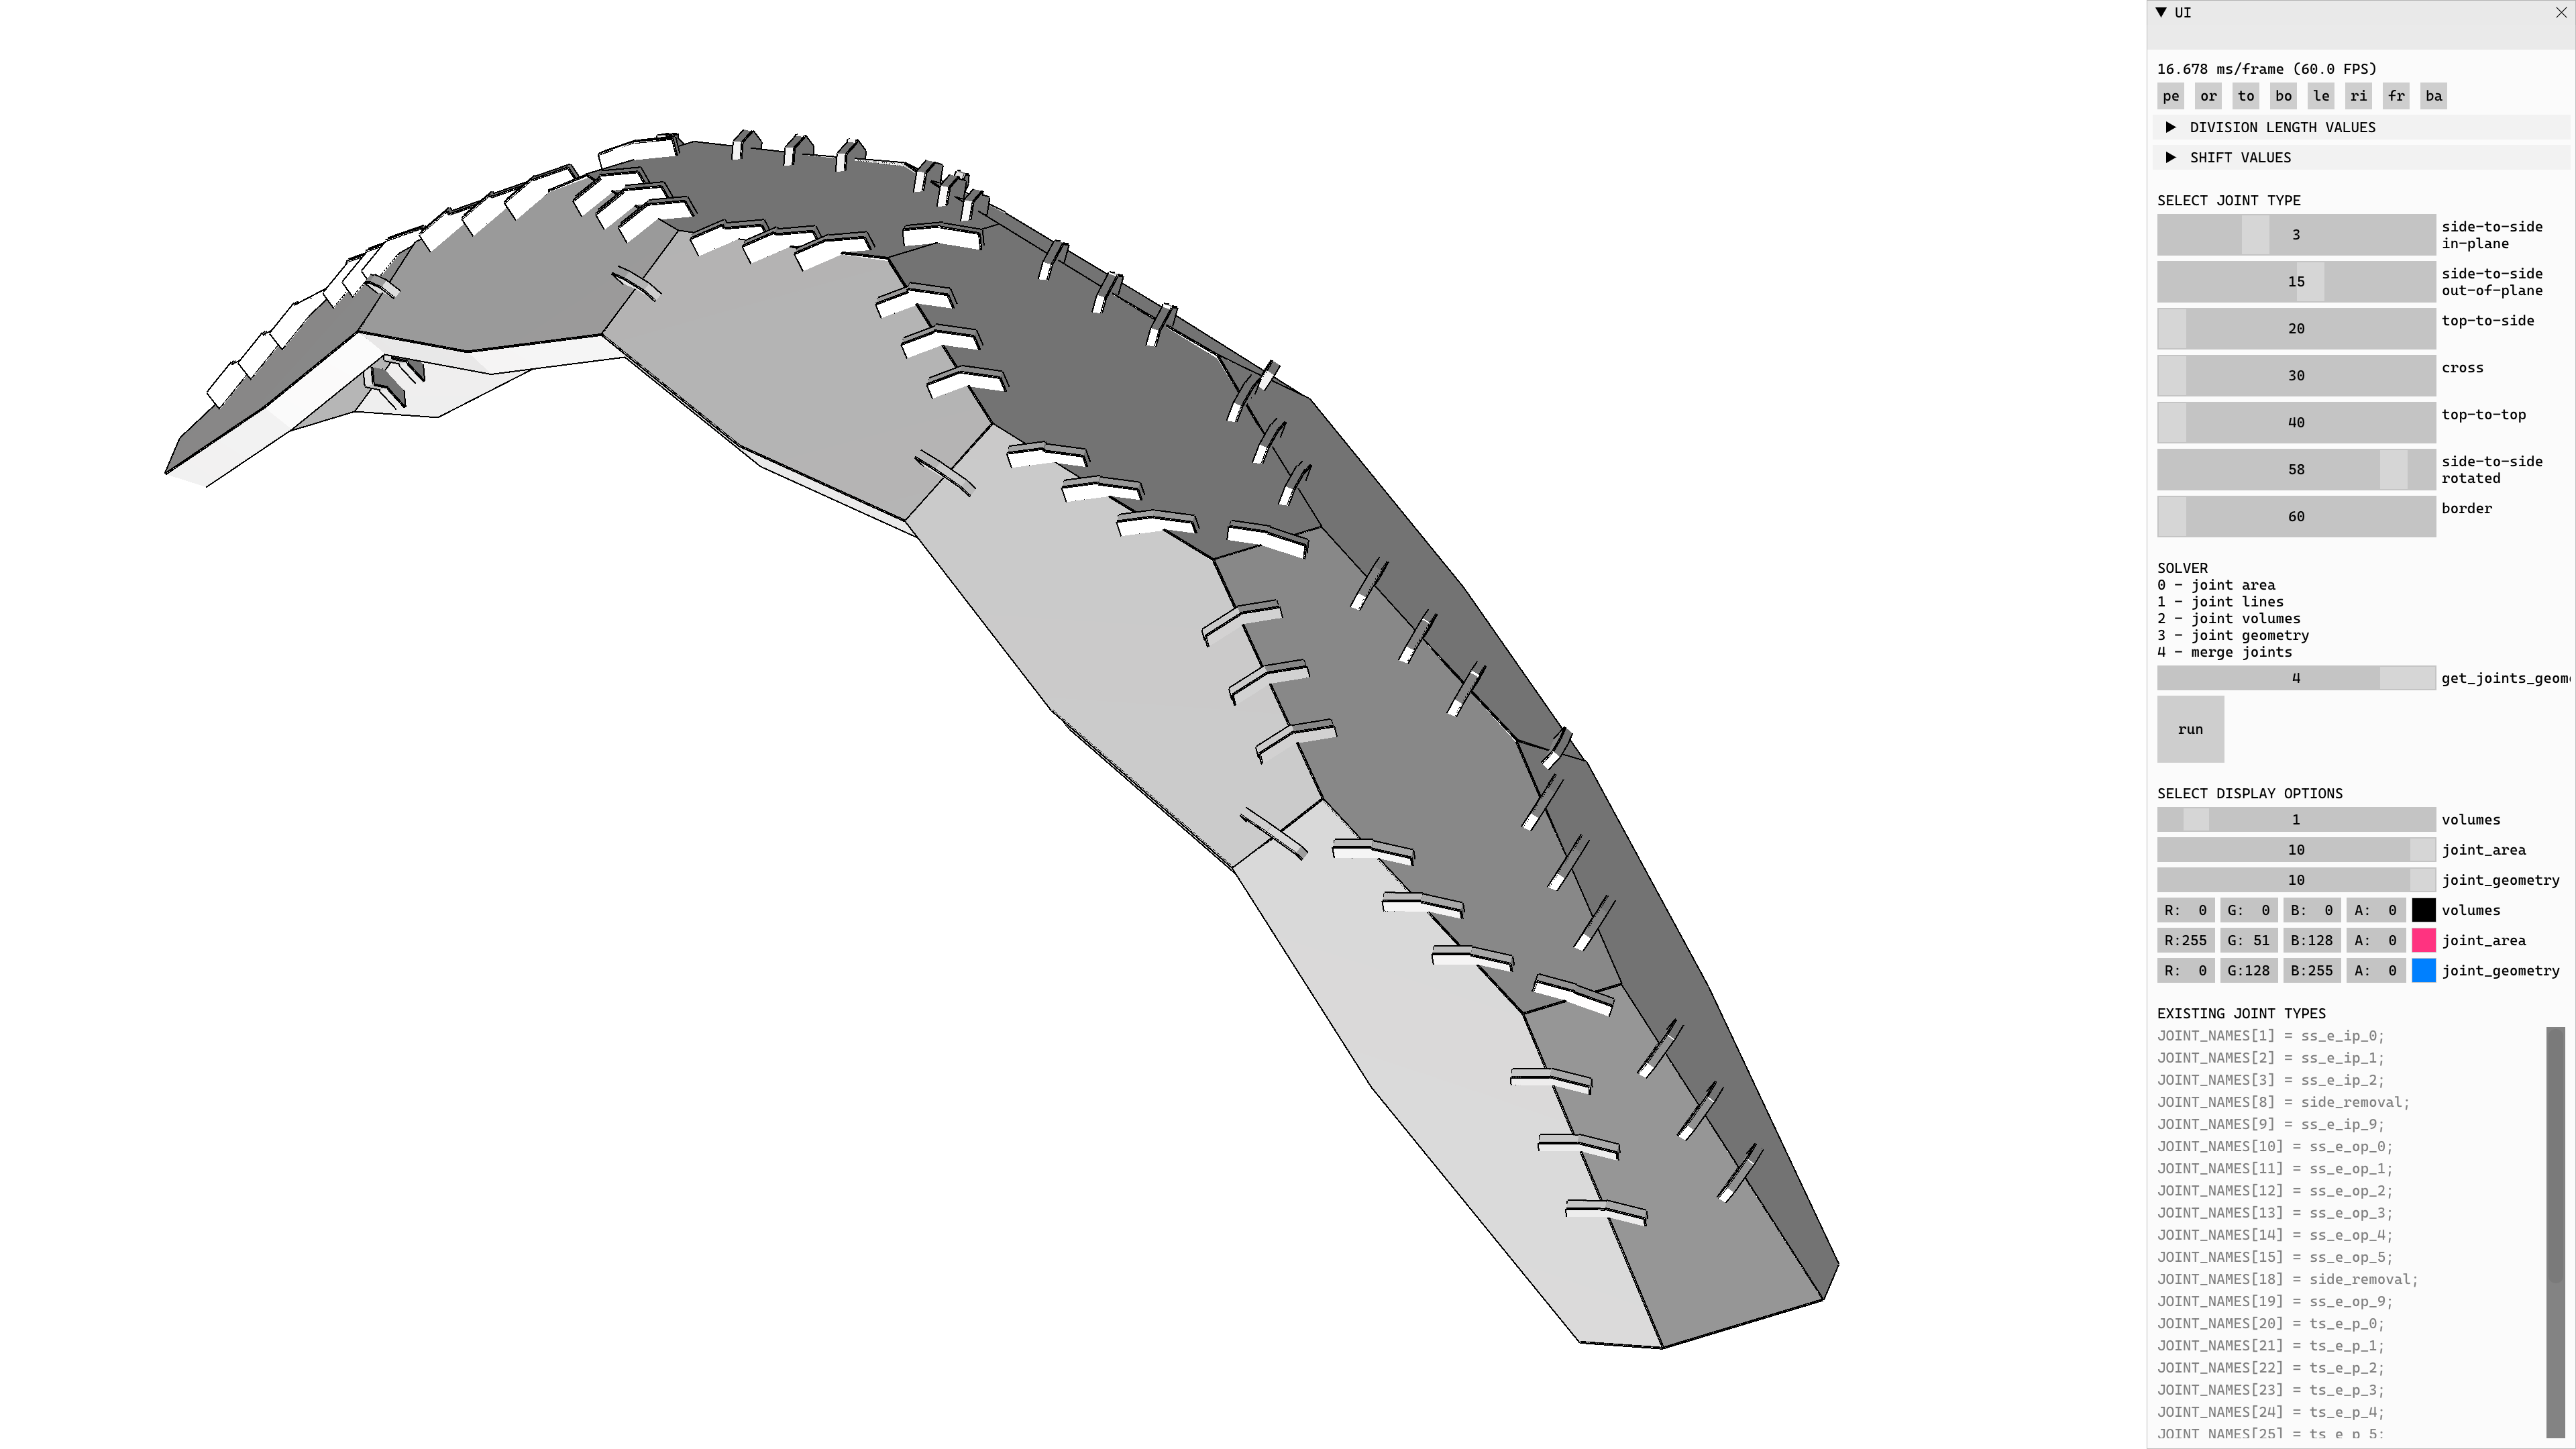 UI
16.678 ms/frame (60.0 FPS)
pe or to bo le ri fr ba
DIVISION LENGTH VALUES
SHIFT VALUES
SELECT JOINT TYPE
3 side-to-side
in-plane
15 side-to-side
out-of-plane
20 top-to-side
30 cross
40 top-to-top
58 side-to-side
rotated
60 border
SOLVER
0 - joint area
1 - joint lines
2 - joint volumes
3 - joint geometry
4 - merge joints
4 get_joints_geom
run
SELECT DISPLAY OPTIONS
1 volumes
10 joint_area
10 joint_geometry
R: 0 G: 0 B: 0 A: 0 volumes
R:255 G: 51 B:128 A: 0 joint_area
R: 0 G:128 B:255 A: 0 joint_geometry
EXISTING JOINT TYPES
JOINT_NAMES[1] = ss_e_ip_0;
JOINT_NAMES[2] = ss_e_ip_1;
JOINT_NAMES[3] = ss_e_ip_2;
JOINT_NAMES[8] = side_removal;
JOINT_NAMES[9] = ss_e_ip_9;
JOINT_NAMES[10] = ss_e_op_0;
JOINT_NAMES[11] = ss_e_op_1;
JOINT_NAMES[12] = ss_e_op_2;
JOINT_NAMES[13] = ss_e_op_3;
JOINT_NAMES[14] = ss_e_op_4;
JOINT_NAMES[15] = ss_e_op_5;
JOINT_NAMES[18] = side_removal;
JOINT_NAMES[19] = ss_e_op_9;
JOINT_NAMES[20] = ts_e_p_0;
JOINT_NAMES[21] = ts_e_p_1;
JOINT_NAMES[22] = ts_e_p_2;
JOINT_NAMES[23] = ts_e_p_3;
JOINT_NAMES[24] = ts_e_p_4;
JOINT_NAMES[25] = ts_e_p_5;